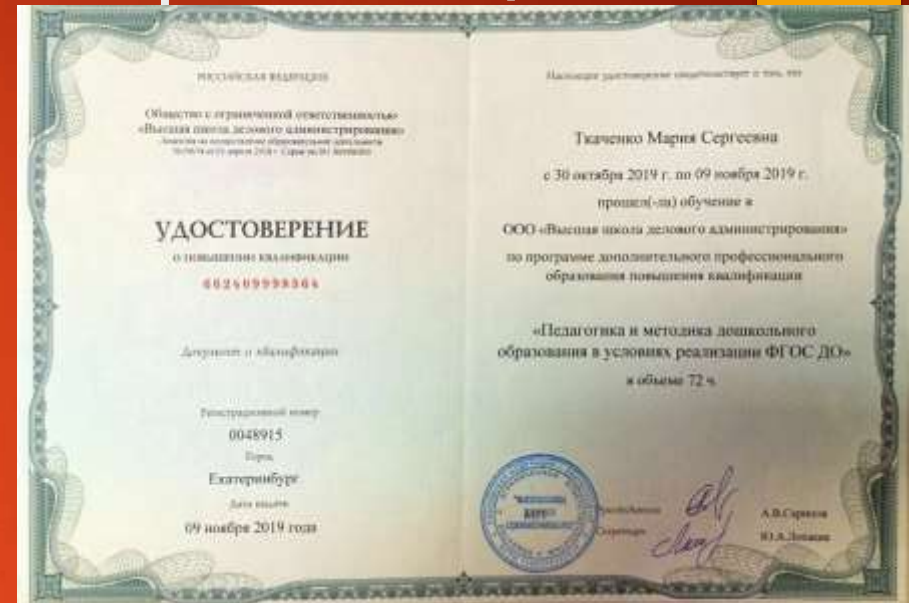 РОССИЙСКАЯ ФЕДЕРАЦИЯ
Общество с ограниченной ответственностью
«Высшая школа делового администрирования»
УДОСТОВЕРЕНИЕ
о повышении квалификации
Документ о квалификации
Регистрационный номер
0048915
Город
Екатеринбург
Дата выдачи
09 ноября 2019 года
Настоящее удостоверение свидетельствует о том, что
Ткаченко Мария Сергеевна
с 30 октября 2019 г. по 09 ноября 2019 г.
прошел(-ла) обучение в
ООО «Высшая школа делового администрирования»
по программе дополнительного профессионального
образования повышения квалификации
«Педагогика и методика дошкольного
образования в условиях реализации ФГОС ДО»
в объеме 72 ч.
Секретарь